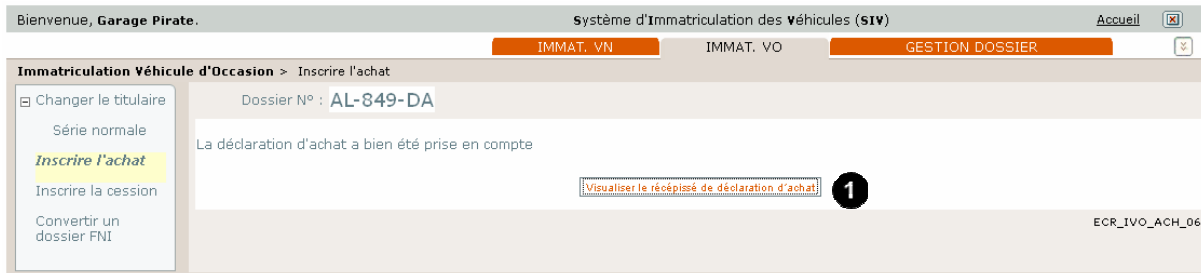 Bienvenue, Garage Pirate. Système d'Immatriculation des Véhicules (SIV) Accueil
IMMAT. VN IMMAT. VO GESTION DOSSIER
Immatriculation Véhicule d'Occasion > Inscrire l'achat
Changer le titulaire
Série normale
Inscrire l'achat
Inscrire la cession
Convertir un
dossier FNI
Dossier N° : AL-849-DA
La déclaration d'achat a bien été prise en compte
Visualiser le récépissé de déclaration d'achat 1
ECR_IVO_ACH_06